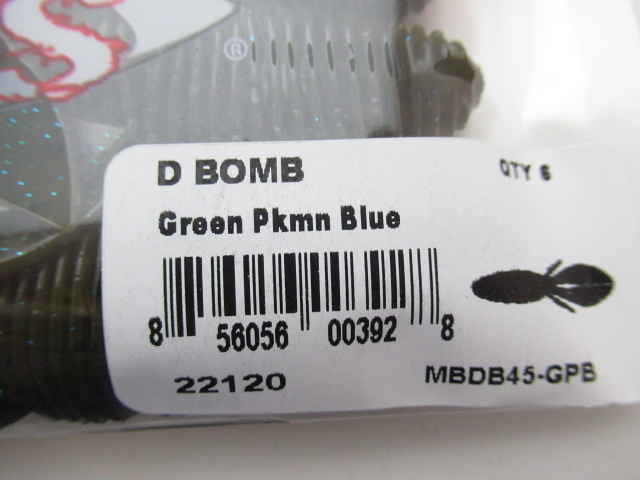 S®
D BOMB
QTY 6
Green Pkmn Blue
8 56056 00392 8
22120
MBDB45-GPB